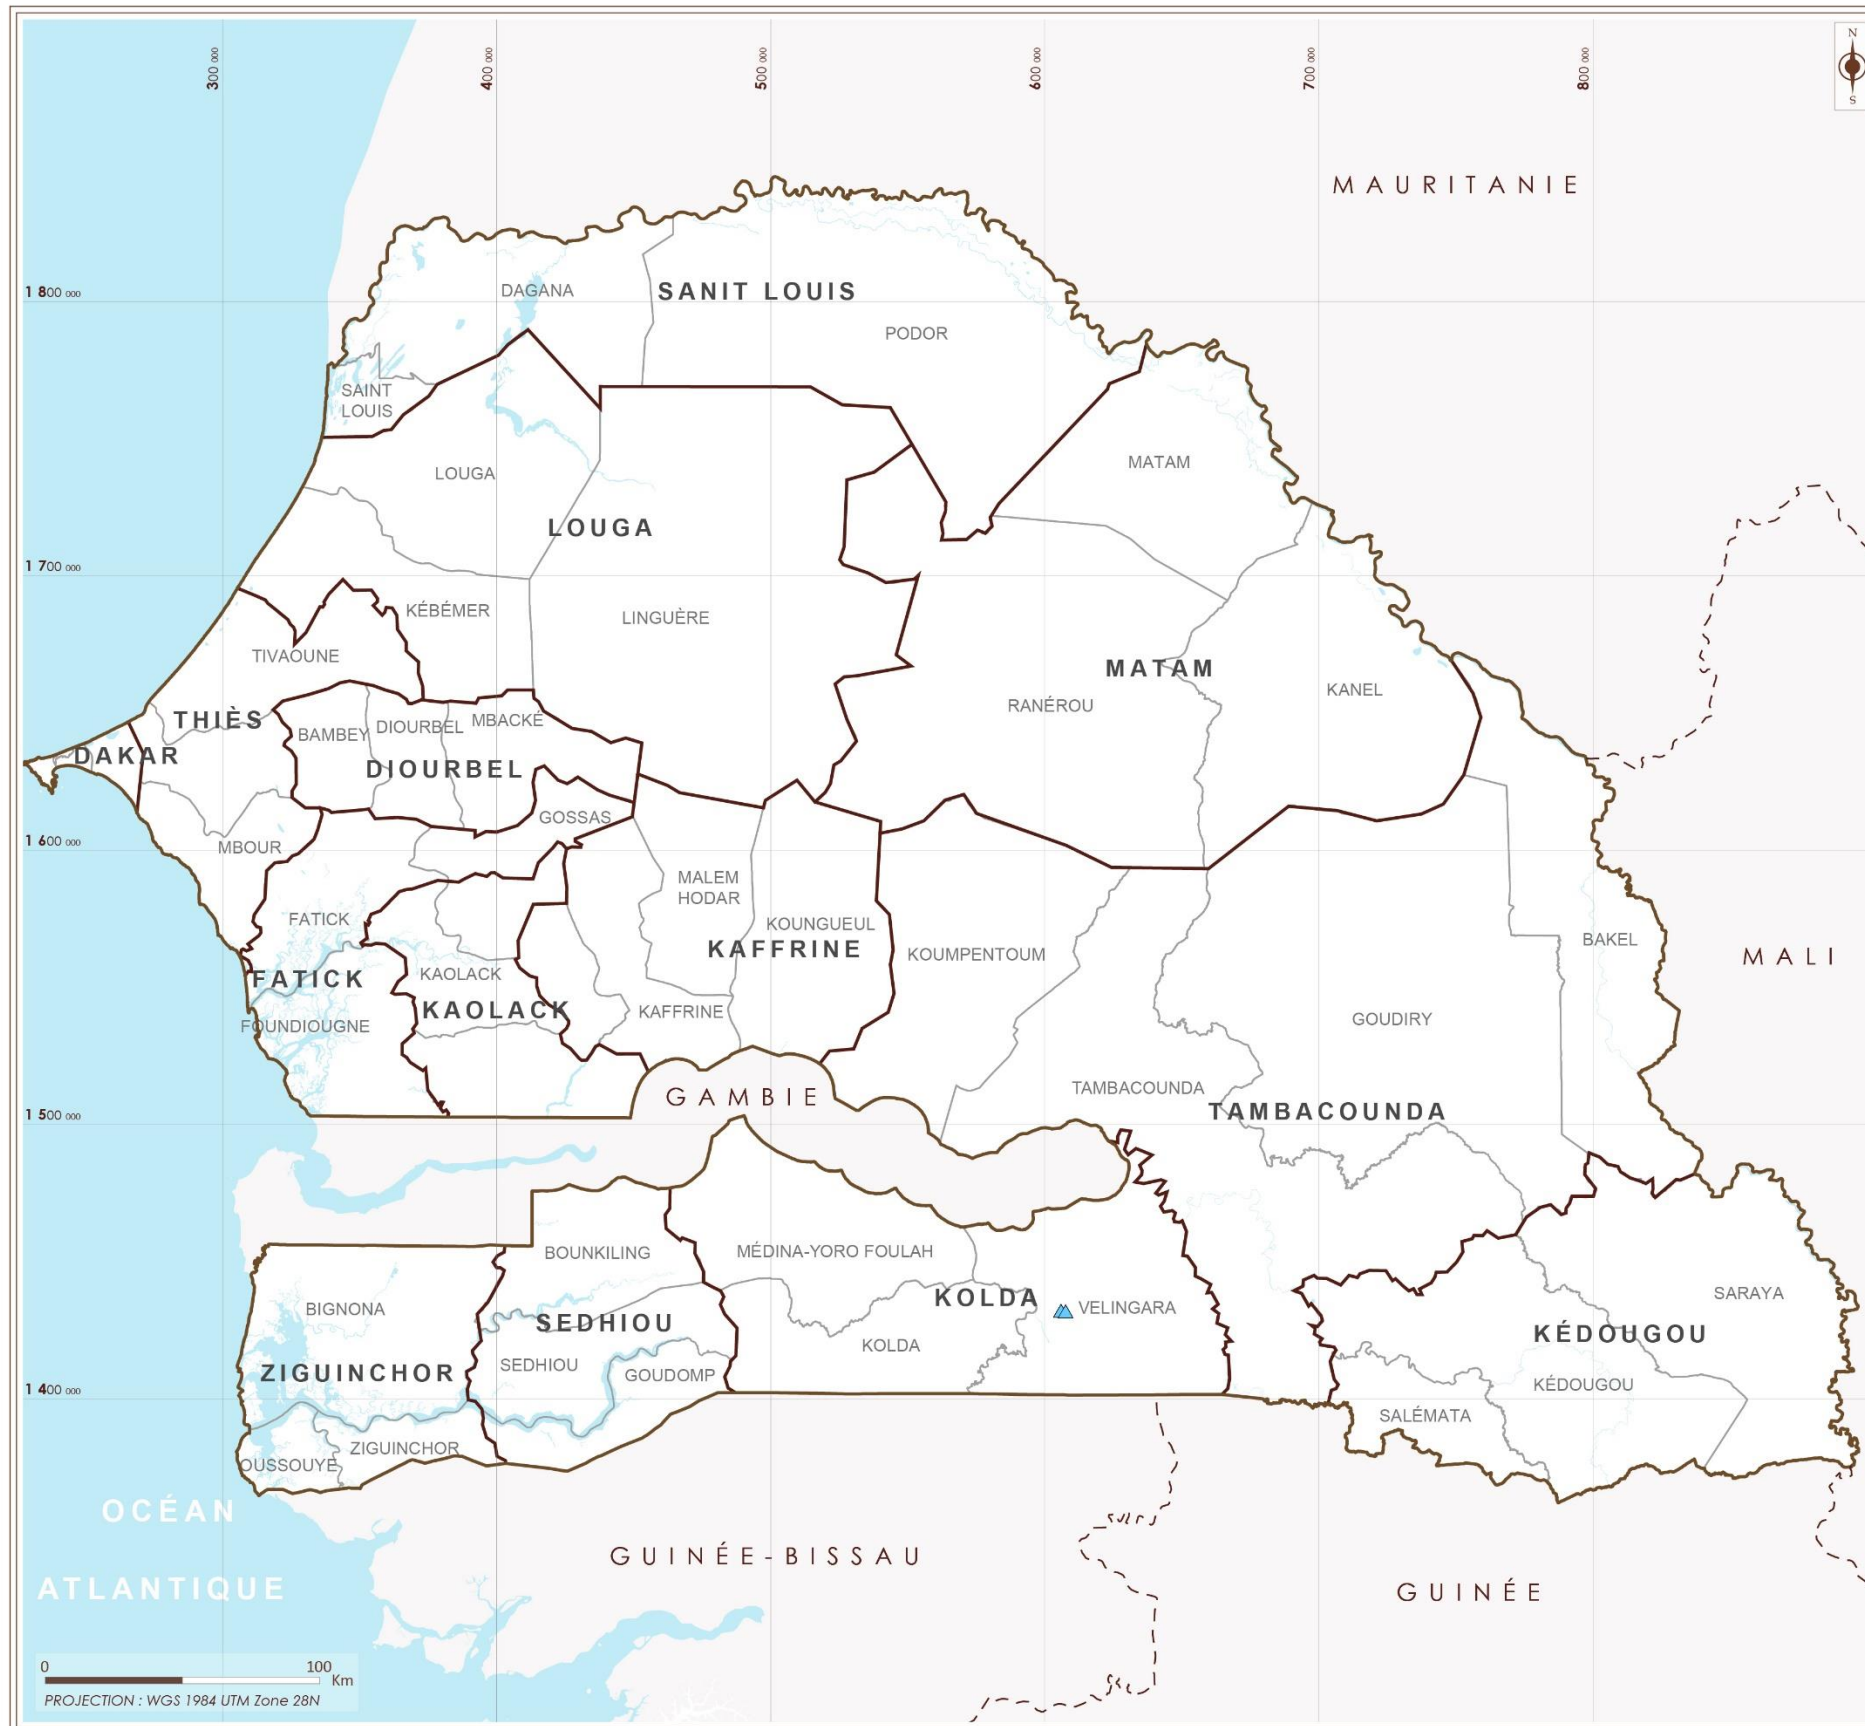 300 000
400 000
500 000
600 000
700 000
800 000
N
S
MAURITANIE
1 800 000
DAGANA
SANIT LOUIS
PODOR
SAINT
LOUIS
MATAM
LOUGA
LOUGA
1 700 000
KÉBÉMER
LINGUÈRE
TIVAOUNE
MATAM
KANEL
RANÉROU
THIÈS
MBACKÉ
DIOURBEL
BAMBEY
DAKAR
DIOURBEL
GOSSAS
1 600 000
MBOUR
MALEM
HODAR
FATICK
KOUNGUEUL
BAKEL
KAFFRINE
KOUMPENTOUM
MALI
KAOLACK
FATICK
KAOLACK
KAFFRINE
GOUDIRY
FOUNDIOUGNE
TAMBACOUNDA
GAMBIE
TAMBACOUNDA
1 500 000
BOUNKILING
MÉDINA-YORO FOULAH
SARAYA
KOLDA
VELINGARA
BIGNONA
SEDHIOU
KÉDOUGOU
KOLDA
SEDHIOU
ZIGUINCHOR
GOUDOMP
KÉDOUGOU
1 400 000
SALÉMATA
ZIGUINCHOR
OUSSOUYE
OCÉAN
ATLANTIQUE
GUINÉE-BISSAU
GUINÉE
0 100
Km
PROJECTION : WGS 1984 UTM Zone 28N